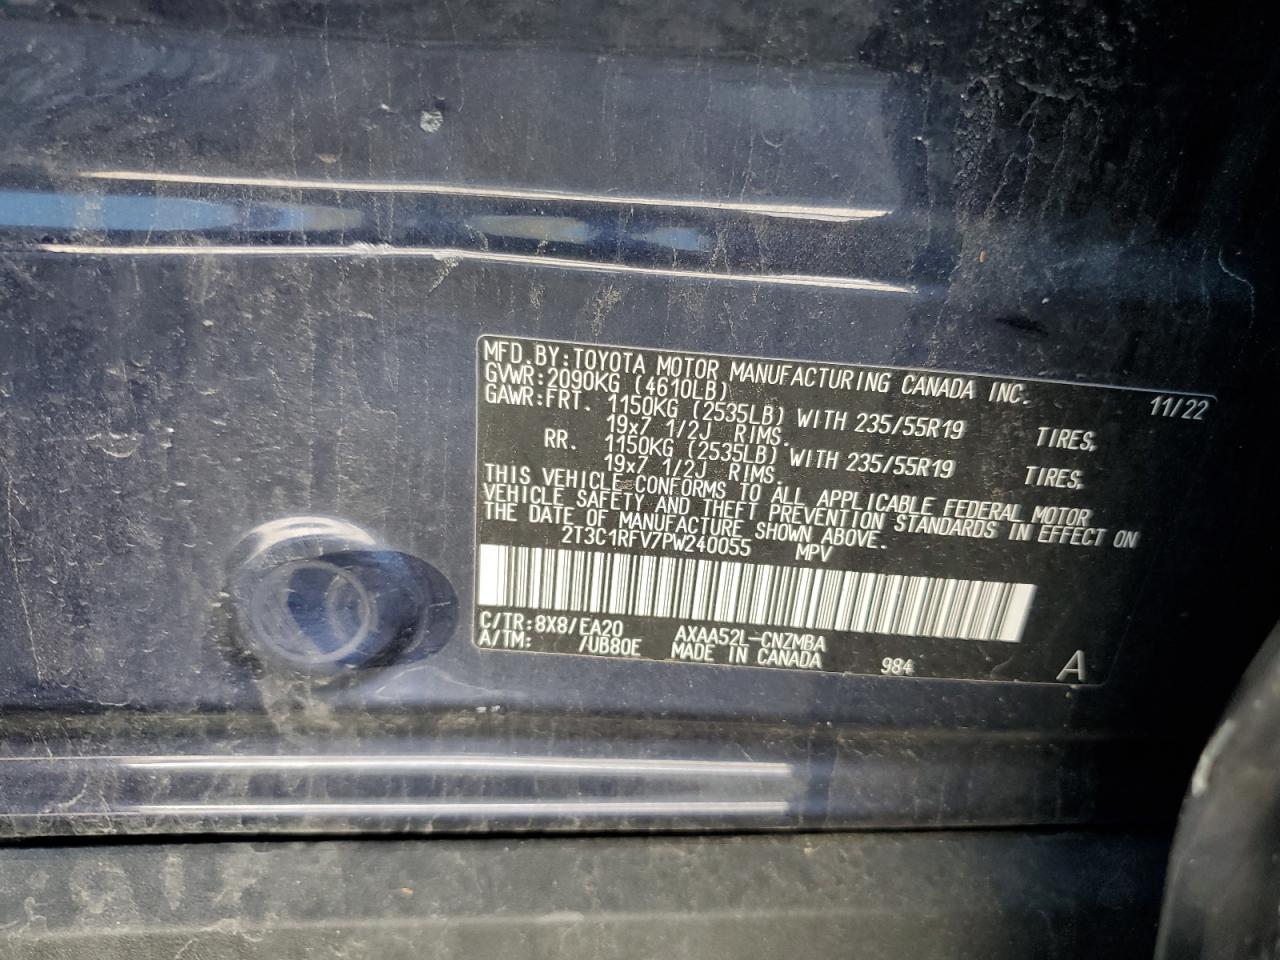 MFD.BY:TOYOTA MOTOR MANUFACTURING CANADA INC. 11/22
GVWR:2090KG (4610LB)
GAWR:FRT. 1150KG (2535LB) WITH 235/55R19 TIRES,
19x7 1/2J RIMS.
RR. 1150KG (2535LB) WITH 235/55R19 TIRES,
19x7 1/2J RIMS.
THIS VEHICLE CONFORMS TO ALL APPLICABLE FEDERAL MOTOR
VEHICLE SAFETY AND THEFT PREVENTION STANDARDS IN EFFECT ON
THE DATE OF MANUFACTURE SHOWN ABOVE.
2T3C1RFV7PW240055 MPV
C/TR:8X8/EA20 AXAA52L-CNZMBA
A/TM: /UB80E MADE IN CANADA 984 A